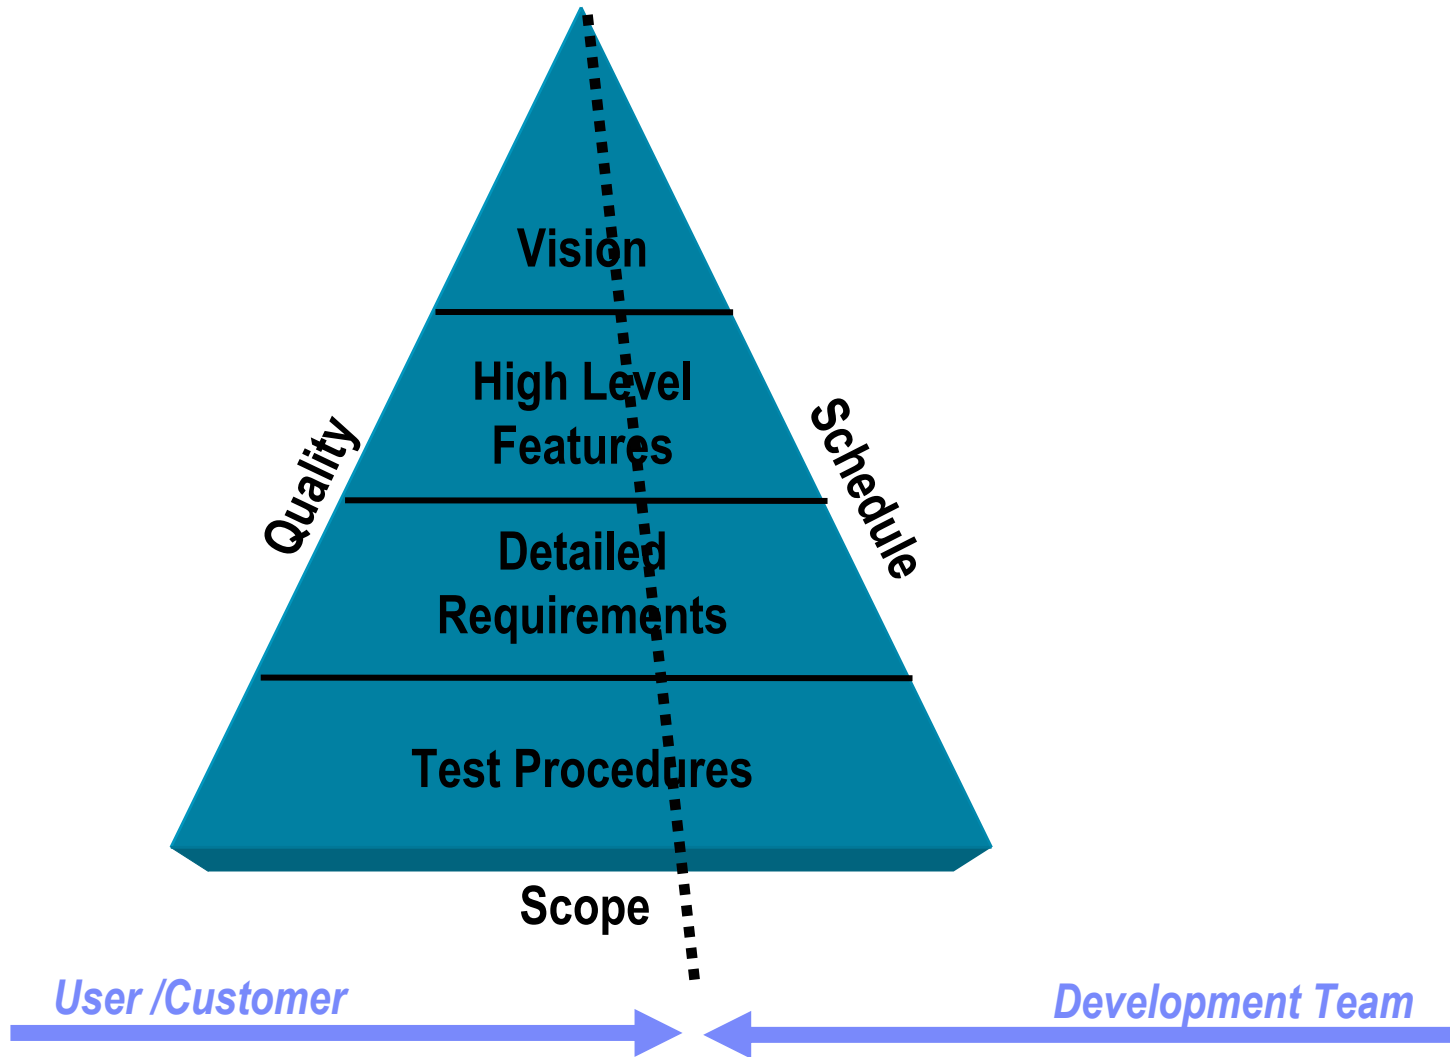 Vision
High Level
Features
Quality
Schedule
Detailed
Requirements
Test Procedures
Scope
User /Customer
Development Team